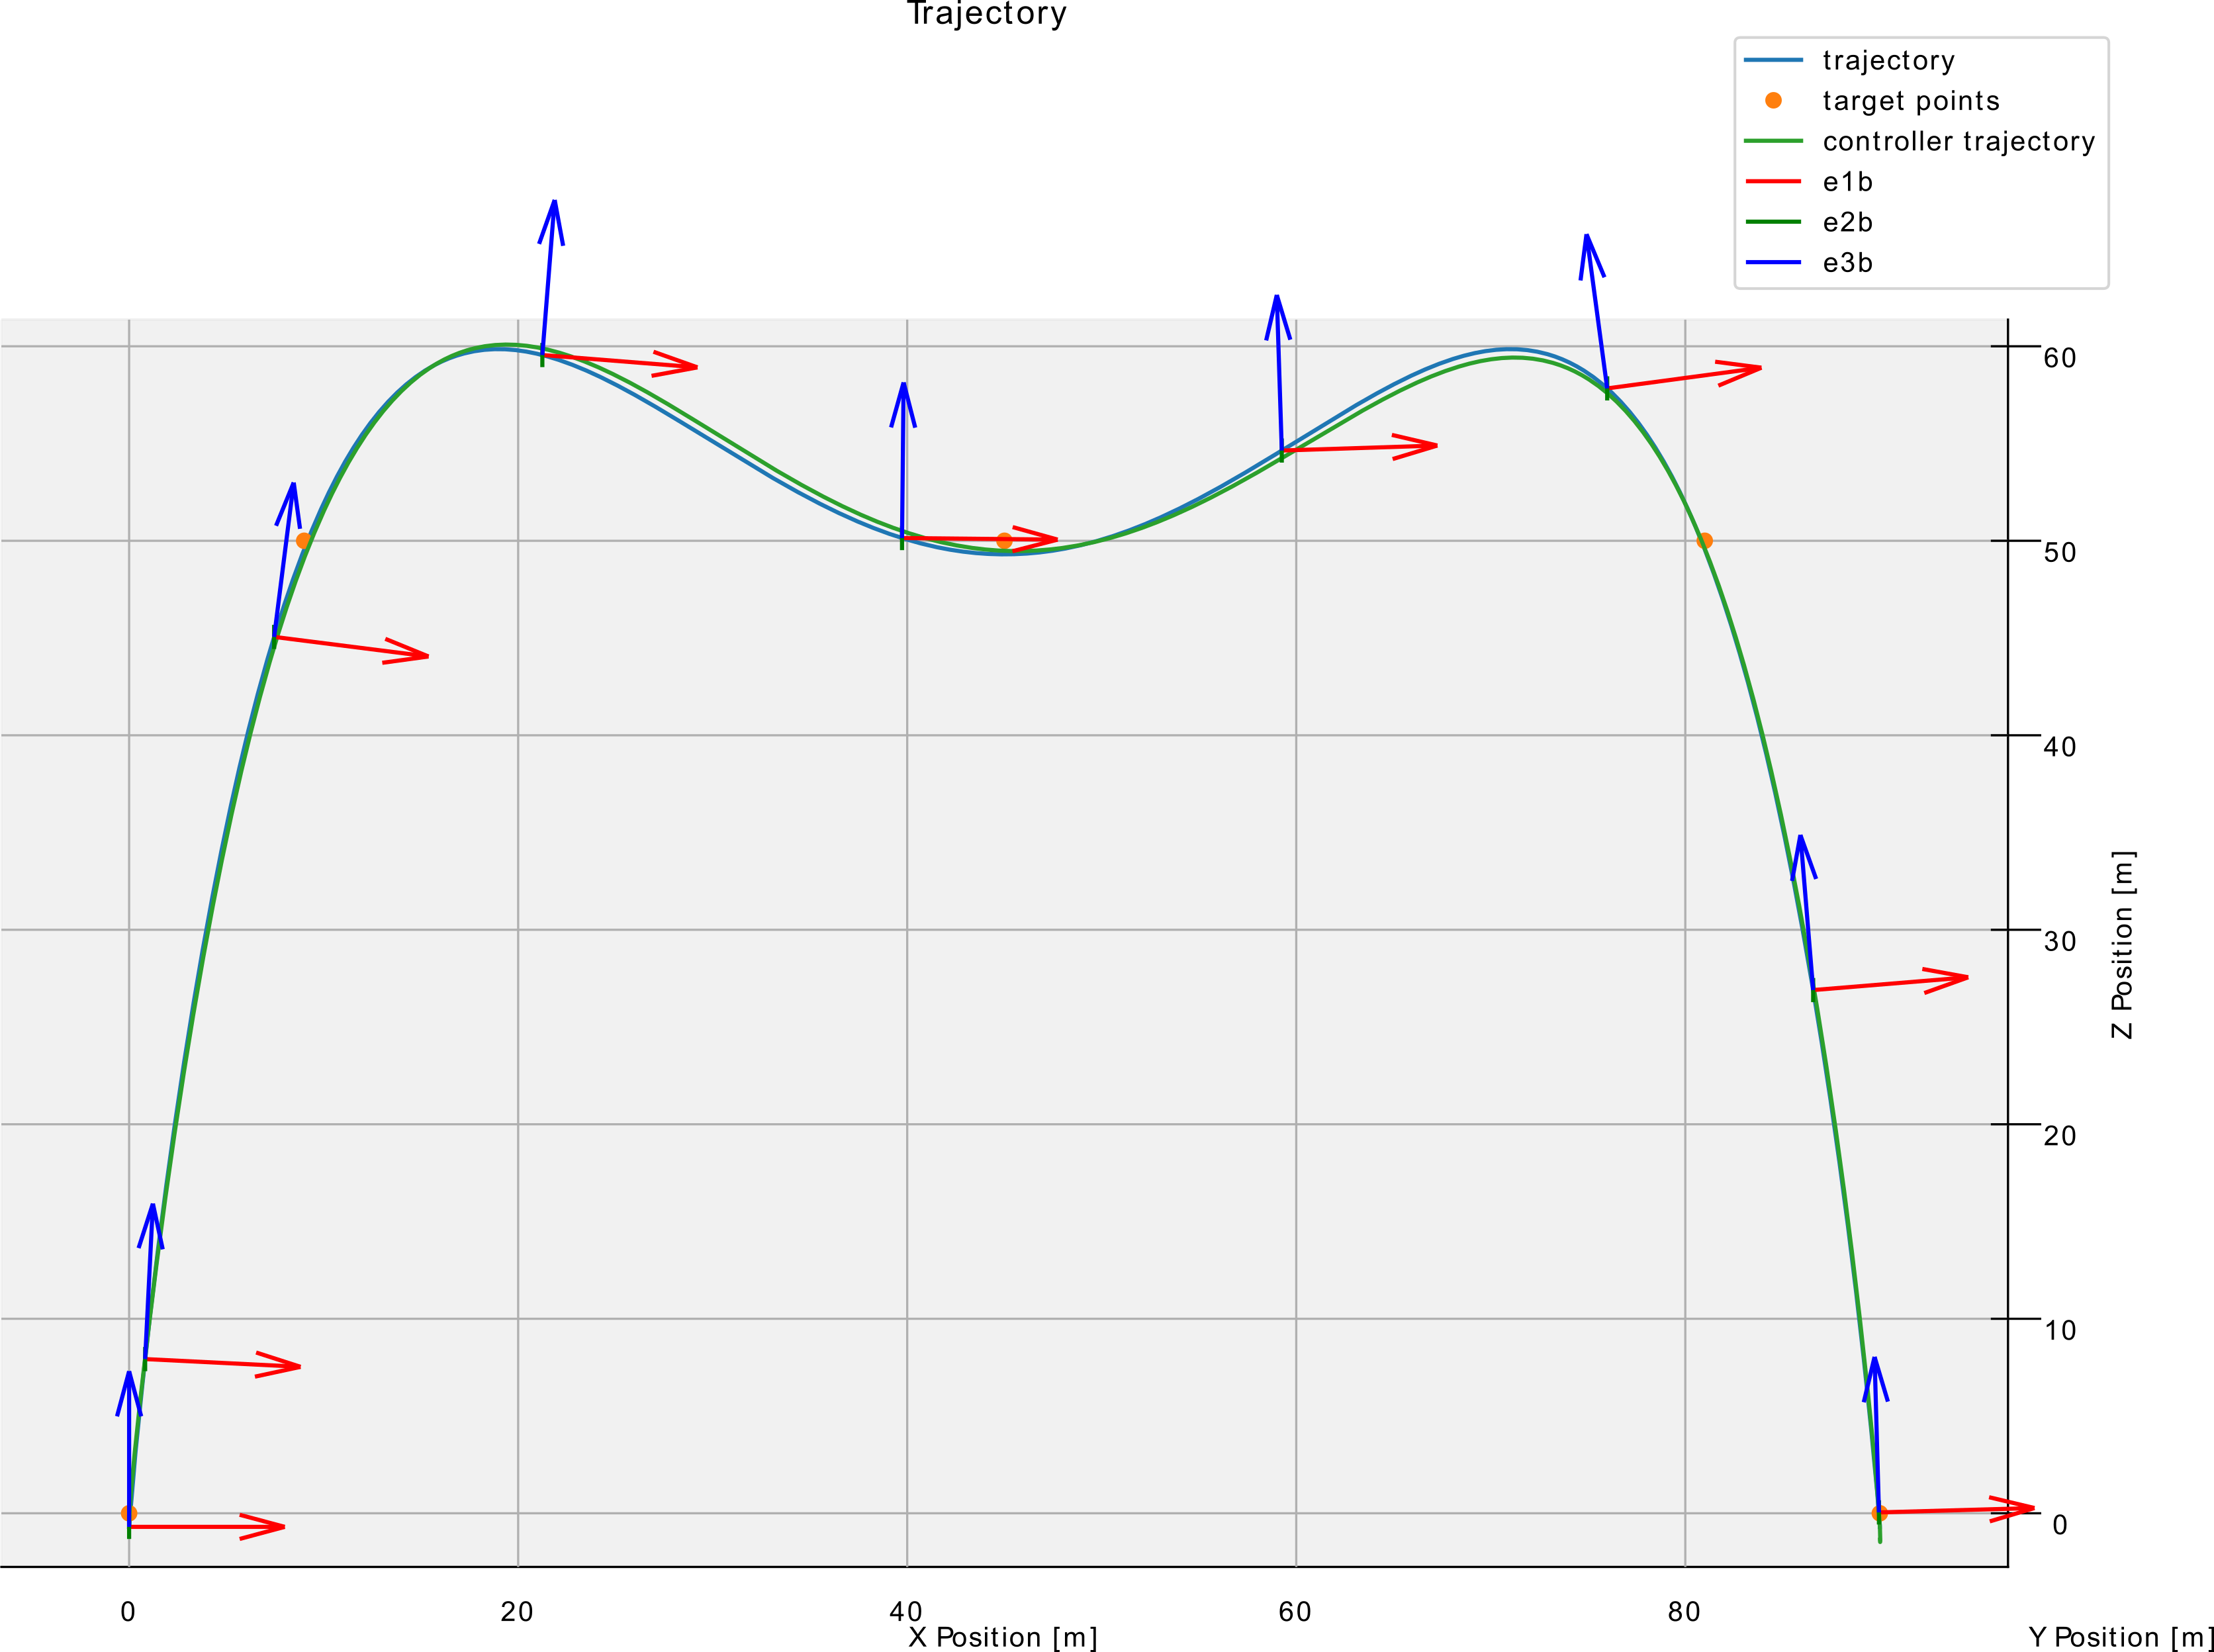 Trajectory
trajectory
target points
controller trajectory
e1b
e2b
e3b
60
50
40
30
20
10
0
Z Position [m]
0
20
40
60
80
X Position [m]
Y Position [m]